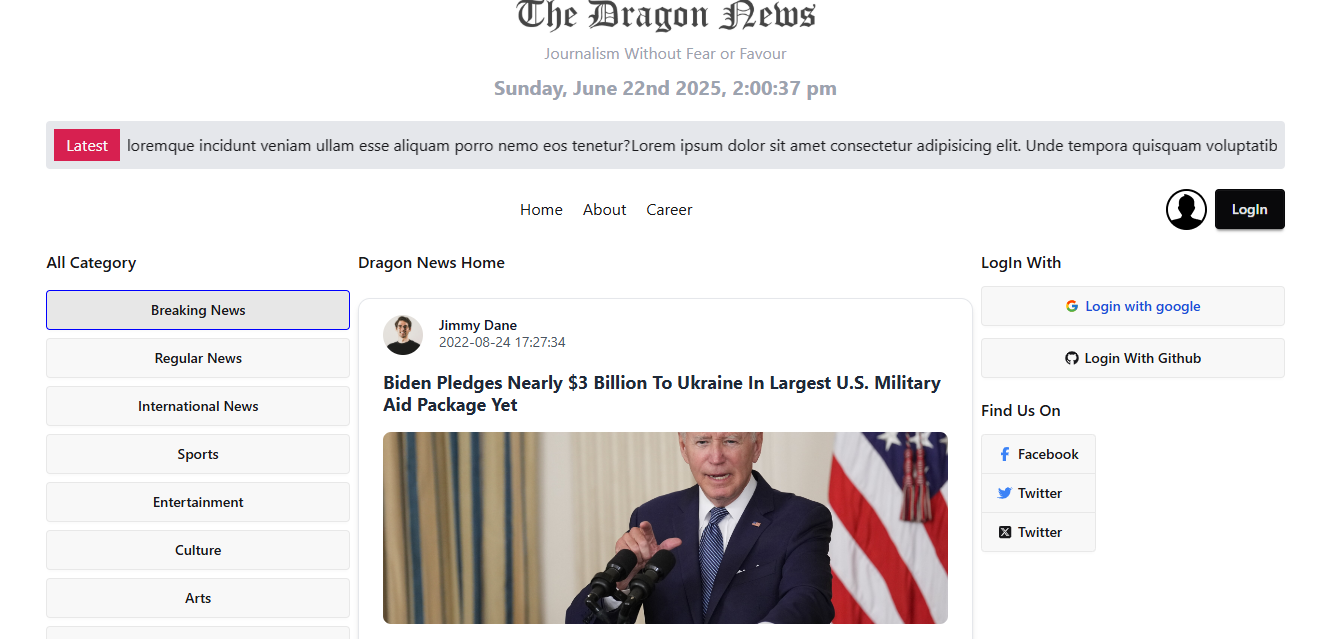 The Dragon News
Journalism Without Fear or Favour
Sunday, June 22nd 2025, 2:00:37 pm
Latest loremque incidunt veniam ullam esse aliquam porro nemo eos tenetur?Lorem ipsum dolor sit amet consectetur adipisicing elit. Unde tempora quisquam voluptatib
Home About Career
LogIn
All Category
Breaking News
Regular News
International News
Sports
Entertainment
Culture
Arts
Dragon News Home
Jimmy Dane
2022-08-24 17:27:34
Biden Pledges Nearly $3 Billion To Ukraine In Largest U.S. Military
Aid Package Yet
LogIn With
Login with google
Login With Github
Find Us On
Facebook
Twitter
Twitter